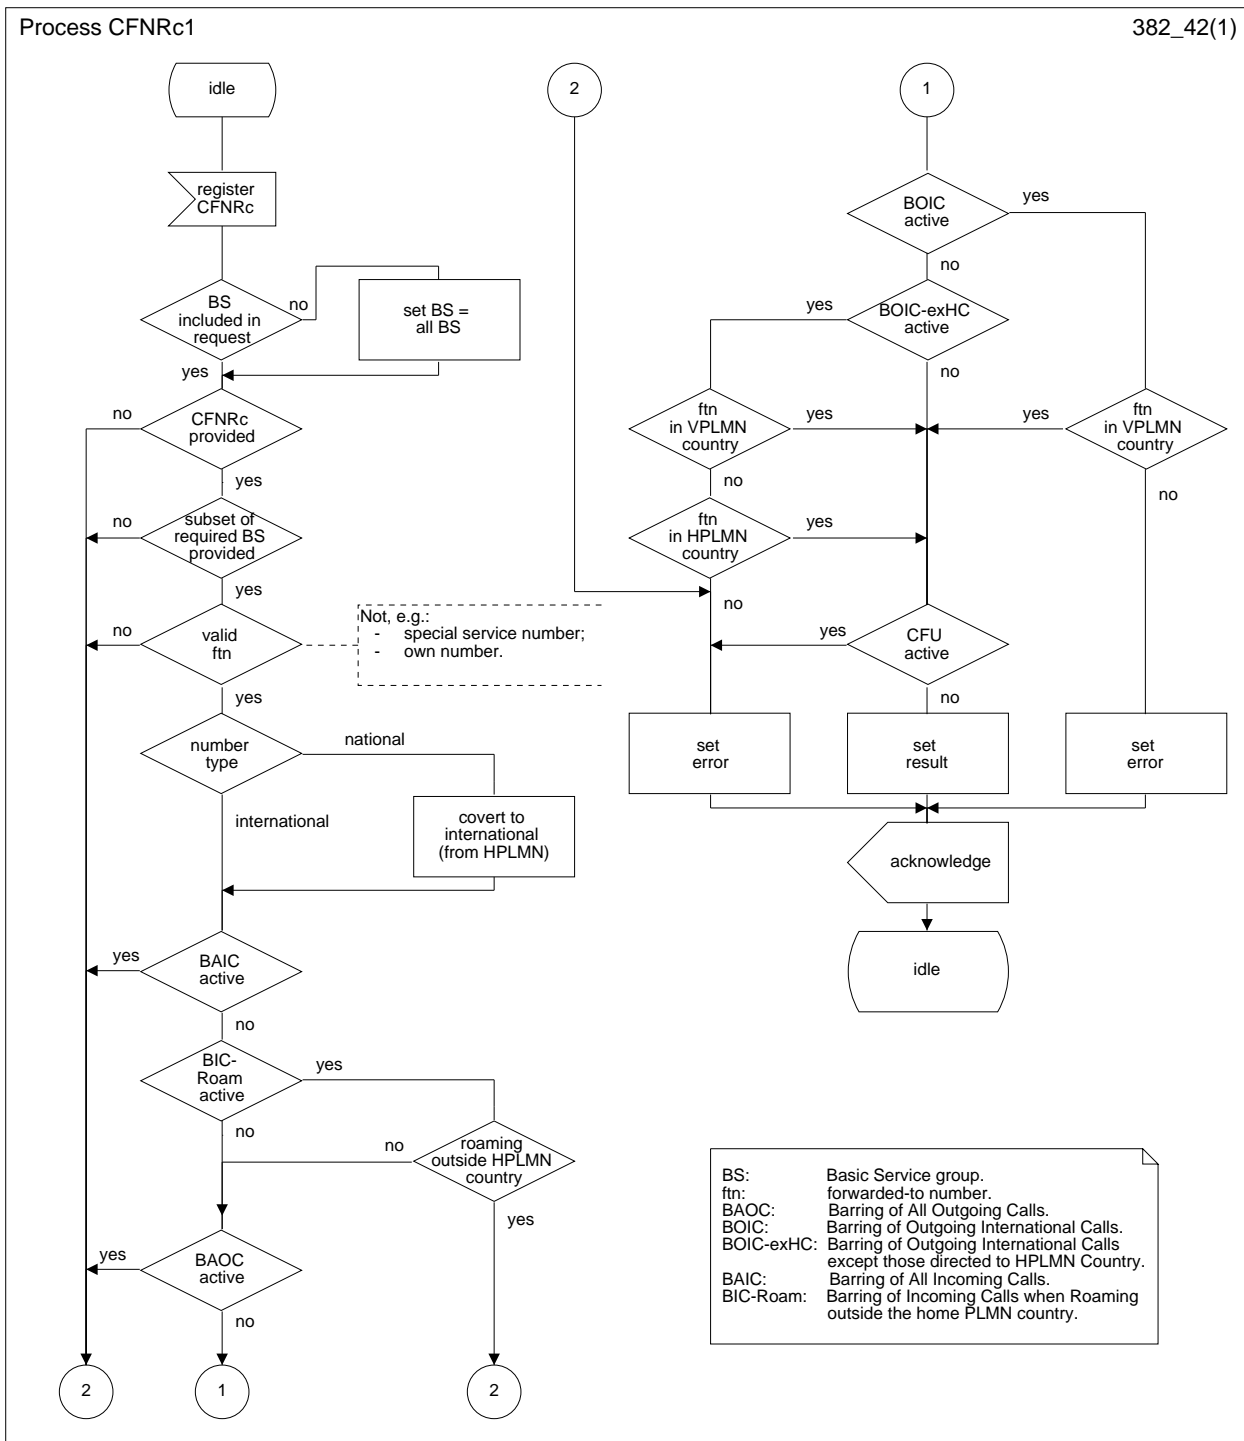 Process CFNRc1
382_42(1)
idle
register
CFNRc
BS
included in
request
no
set BS =
all BS
yes
CFNRc
provided
no
yes
subset of
required BS
provided
no
yes
valid
ftn
no
Not, e.g.:
- special service number;
- own number.
yes
number
type
national
international
covert to
international
(from HPLMN)
BAIC
active
yes
no
BIC-
Roam
active
yes
no
no
roaming
outside HPLMN
country
yes
BAOC
active
yes
no
2
1
2
2
1
BOIC
active
yes
no
BOIC-exHC
active
yes
no
ftn
in VPLMN
country
yes
yes
ftn
in VPLMN
country
no
no
ftn
in HPLMN
country
yes
no
CFU
active
yes
no
set
error
set
result
set
error
acknowledge
idle
BS: Basic Service group.
ftn: forwarded-to number.
BAOC: Barring of All Outgoing Calls.
BOIC: Barring of Outgoing International Calls.
BOIC-exHC: Barring of Outgoing International Calls
except those directed to HPLMN Country.
BAIC: Barring of All Incoming Calls.
BIC-Roam: Barring of Incoming Calls when Roaming
outside the home PLMN country.